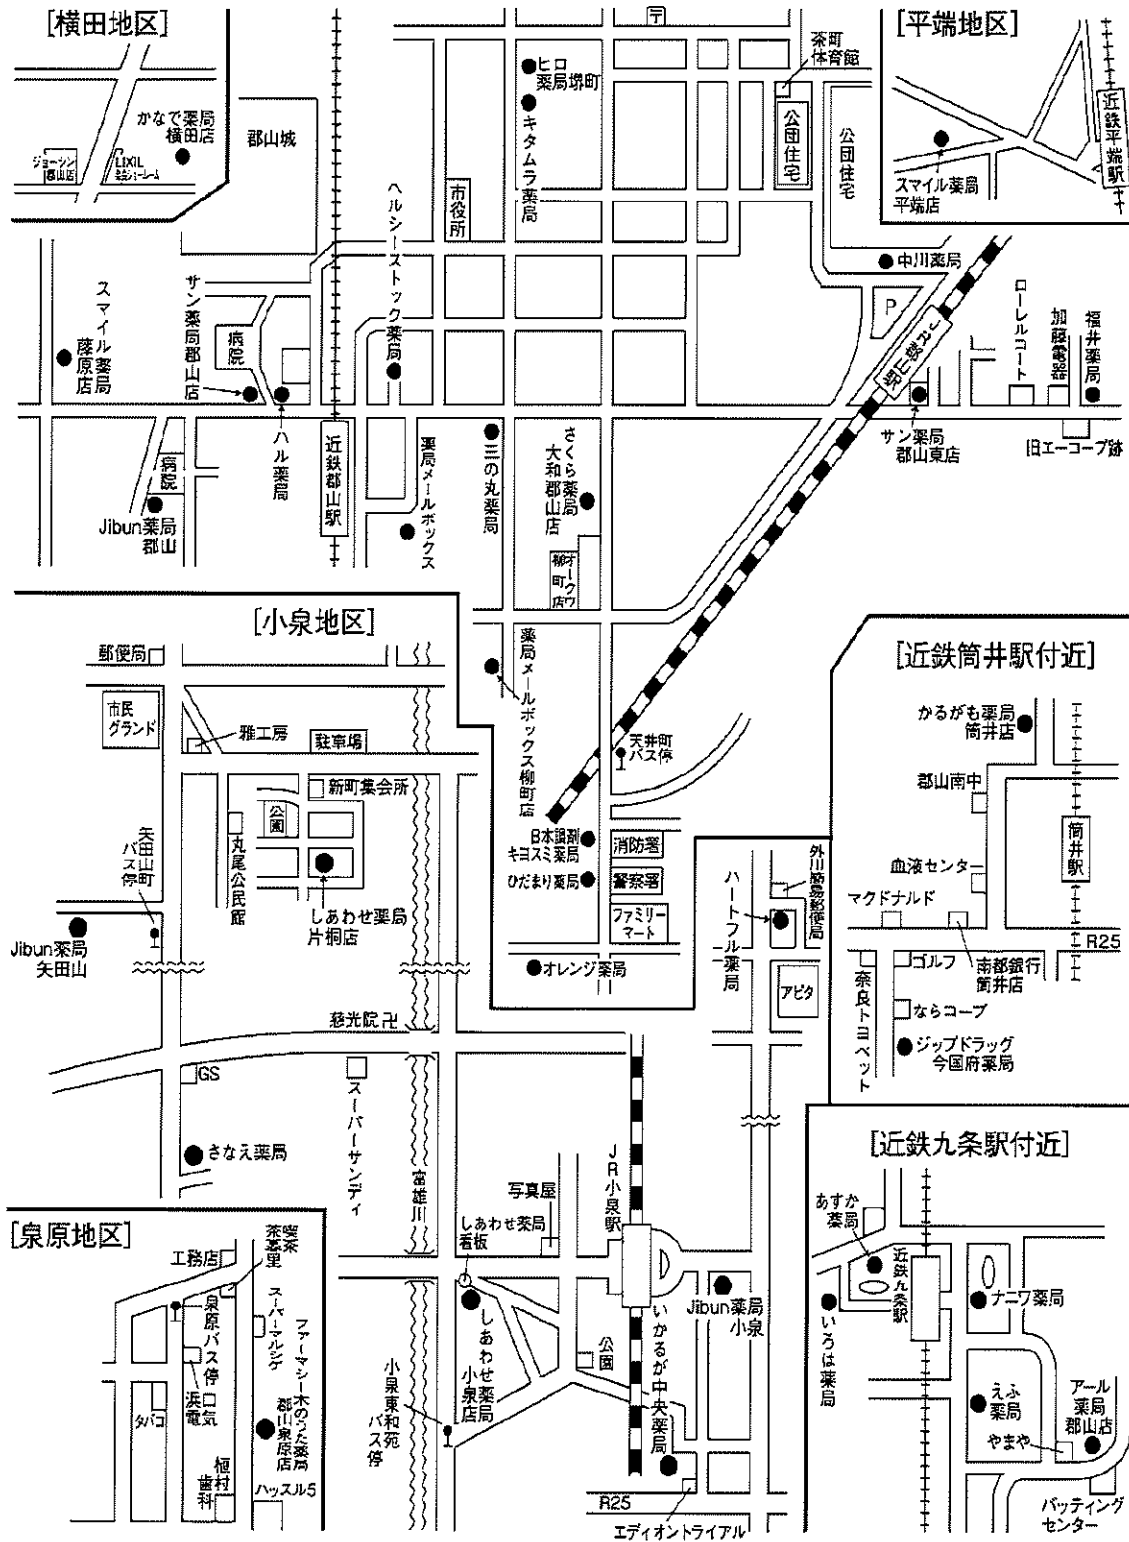 [横田地区]
かなで薬局
横田店
ジョーシン
郡山店
LIXIL
〒
ヒロ
薬局堺町
キタムラ薬局
茶町
体育館
公団住宅
公団住宅
[平端地区]
近鉄平端駅
スマイル薬局
平端店
郡山城
市役所
ヘルシーストック薬局
中川薬局
P
JR郡山駅
ローレルコート
加藤電器
福井薬局
旧エーコープ跡
サン薬局
郡山東店
スマイル薬局
藤原店
サン薬局郡山店
病院
ハル薬局
病院
Jibun薬局
郡山
近鉄郡山駅
薬局メールボックス
三の丸薬局
さくら薬局
大和郡山店
オークワ
柳町店
薬局メールボックス柳町店
天井町
バス停
日本調剤
キヨスミ薬局
ひだまり薬局
消防署
警察署
ファミリー
マート
オレンジ薬局
[小泉地区]
郵便局
市民
グランド
雅工房
駐車場
新町集会所
公園
丸尾公民館
矢田山町
バス停
しあわせ薬局
片桐店
Jibun薬局
矢田山
慈光院卍
GS
スーパーサンディ
さなえ薬局
富雄川
写真屋
しあわせ薬局
看板
しあわせ薬局
小泉店
小泉東和苑
バス停
JR小泉駅
公園
いかるが中央薬局
Jibun薬局
小泉
R25
エディオントライアル
ハートフル薬局
外川簡易郵便局
アピタ
[近鉄筒井駅付近]
かるがも薬局
筒井店
郡山南中
筒井駅
血液センター
マクドナルド
R25
ゴルフ
南都銀行
筒井店
奈良トヨペット
ならコープ
ジップドラッグ
今国府薬局
[近鉄九条駅付近]
あすか
薬局
近鉄九条駅
いろは薬局
ナニワ薬局
えふ
薬局
アール
薬局
郡山店
やまや
バッティング
センター
[泉原地区]
工務店
喫茶
茶慕里
泉原バス停
スーパーマルシゲ
浜口
電気
タバコ
ファーマシー木のうた薬局
郡山泉原店
植村
歯科
ハッスル5